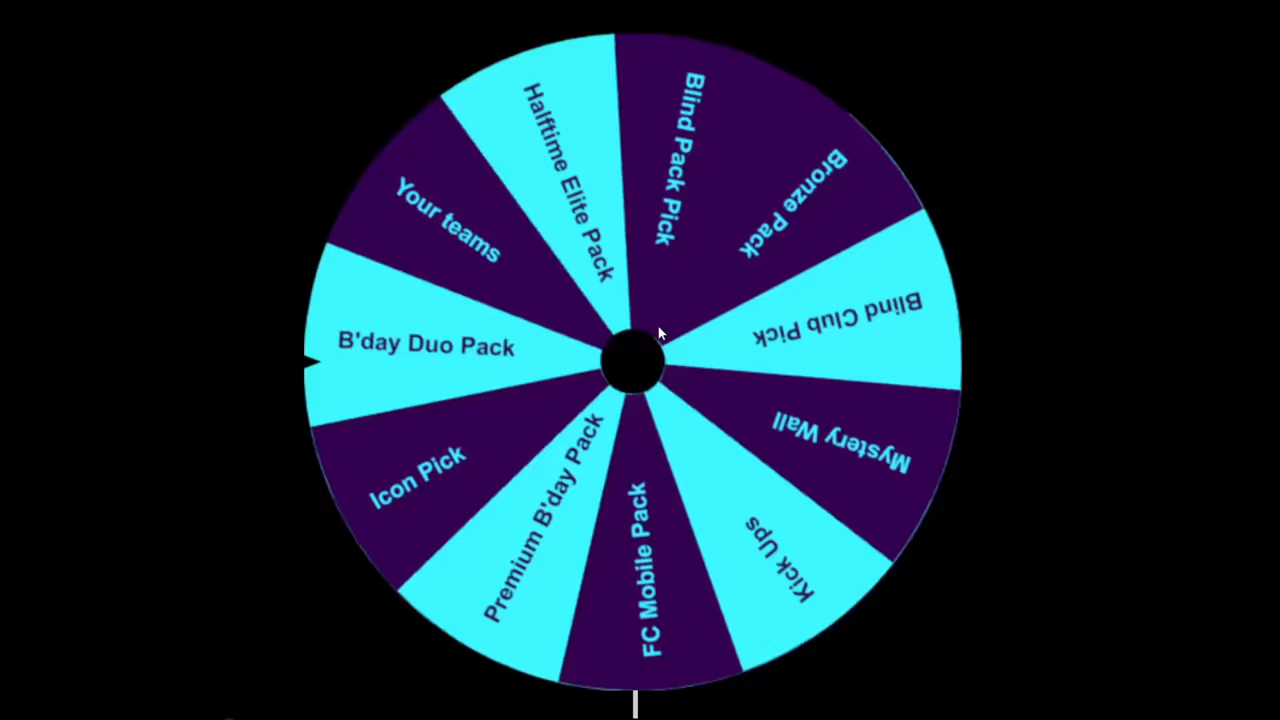 Halftime Elite Pack
Blind Pack Pick
Bronze Pack
Blind Club Pick
Mystery Wall
Kick Ups
FC Mobile Pack
Premium B'day Pack
Icon Pick
B'day Duo Pack
Your teams